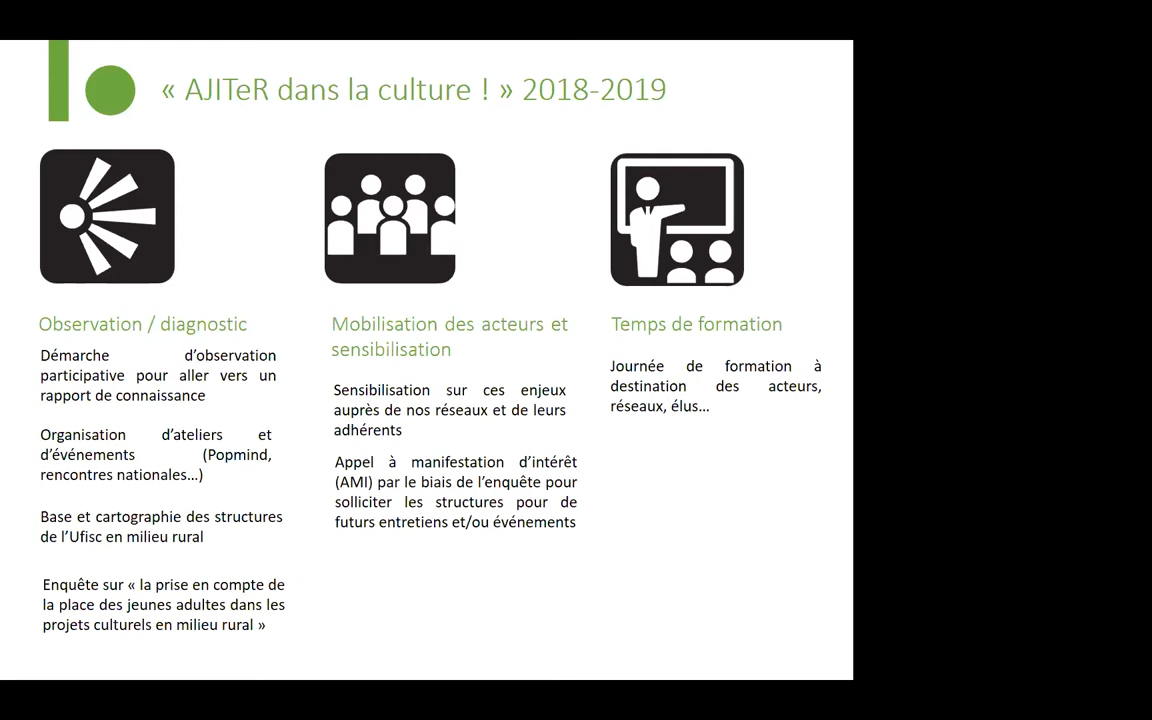 « AJITeR dans la culture ! » 2018-2019
Observation / diagnostic
Démarche d’observation
participative pour aller vers un
rapport de connaissance
Organisation d’ateliers et
d’événements (Popmind,
rencontres nationales…)
Base et cartographie des structures
de l’Ufisc en milieu rural
Enquête sur « la prise en compte de
la place des jeunes adultes dans les
projets culturels en milieu rural »
Mobilisation des acteurs et
sensibilisation
Sensibilisation sur ces enjeux
auprès de nos réseaux et de leurs
adhérents
Appel à manifestation d’intérêt
(AMI) par le biais de l’enquête pour
solliciter les structures pour de
futurs entretiens et/ou événements
Temps de formation
Journée de formation à
destination des acteurs,
réseaux, élus…